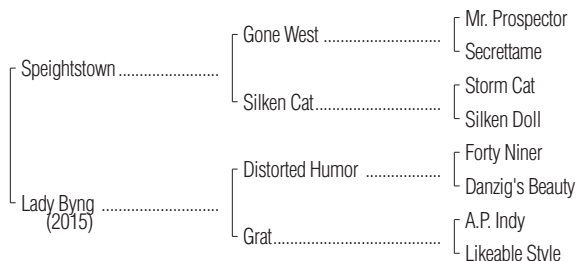 Mr. Prospector
Gone West ........................................
Secrettame
Speightstown ..................................
Storm Cat
Silken Cat...........................................
Silken Doll
Forty Niner
Distorted Humor .........................
Danzig's Beauty
Lady Byng ........................................
(2015)
A.P. Indy
Grat..........................................................
Likeable Style